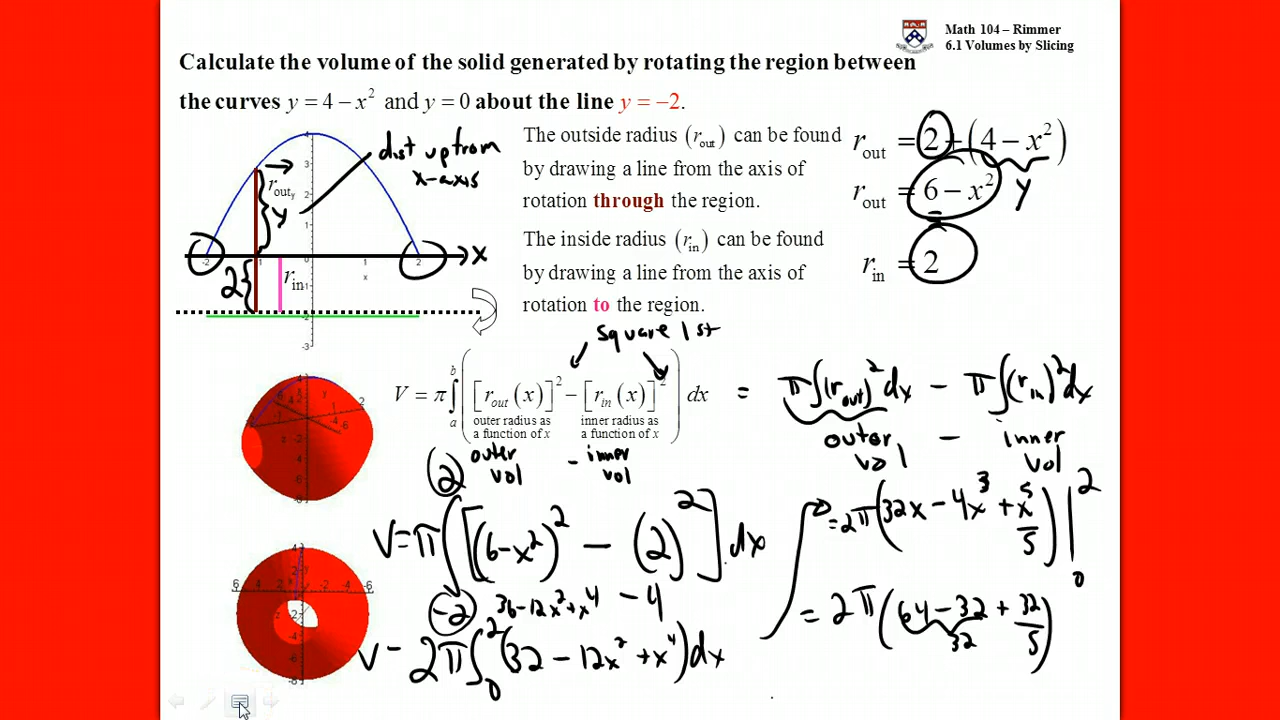 Math 104 – Rimmer
6.1 Volumes by Slicing
Calculate the volume of the solid generated by rotating the region between
the curves y = 4 − x² and y = 0 about the line y = −2.
dist up from
x-axis
r_out y
y
x
2
r_in
The outside radius (r_out) can be found
by drawing a line from the axis of
rotation through the region.
The inside radius (r_in) can be found
by drawing a line from the axis of
rotation to the region.
r_out = 2 + (4 − x²)
r_out = 6 − x²
y
r_in = 2
square 1st
V = π∫_a^b ([r_out(x)]² − [r_in(x)]²) dx = π∫(r_out)²dx − π∫(r_in)²dx
outer radius as inner radius as
a function of x a function of x
outer vol − inner vol
outer vol − inner vol
V = π∫_{-2}^{2} [(6−x²)² − (2)²] dx
36−12x²+x⁴ − 4
V = 2π∫_0^2 (32 − 12x² + x⁴)dx
= 2π(32x − 4x³ + x⁵/5)|_0^2
= 2π(64 − 32 + 32/5)
32